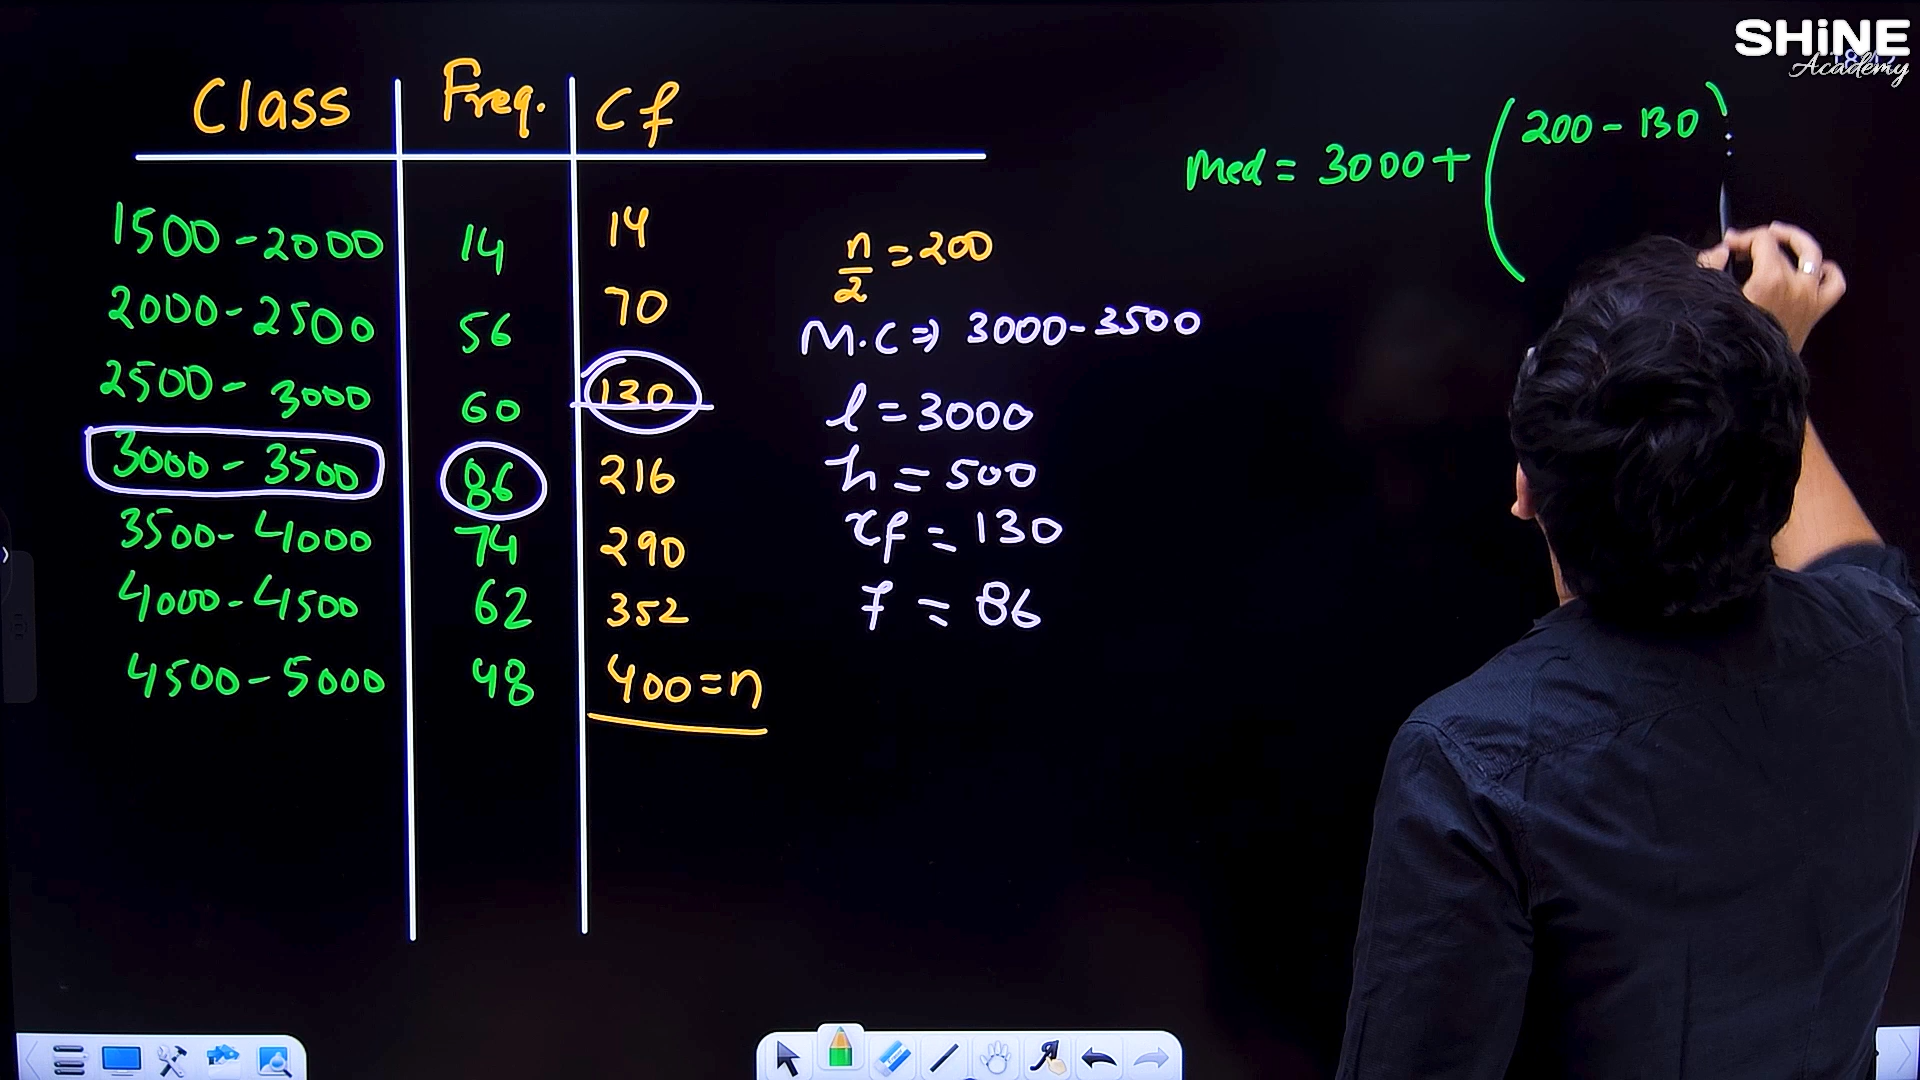 SHiNE
Academy
Class Freq. Cf
1500-2000 14 14
2000-2500 56 70
2500-3000 60 130
3000-3500 86 216
3500-4000 74 290
4000-4500 62 352
4500-5000 48 400=n
n/2 = 200
M.C ⇒ 3000-3500
l = 3000
h = 500
cf = 130
f = 86
Med = 3000 + ( 200 - 130 )